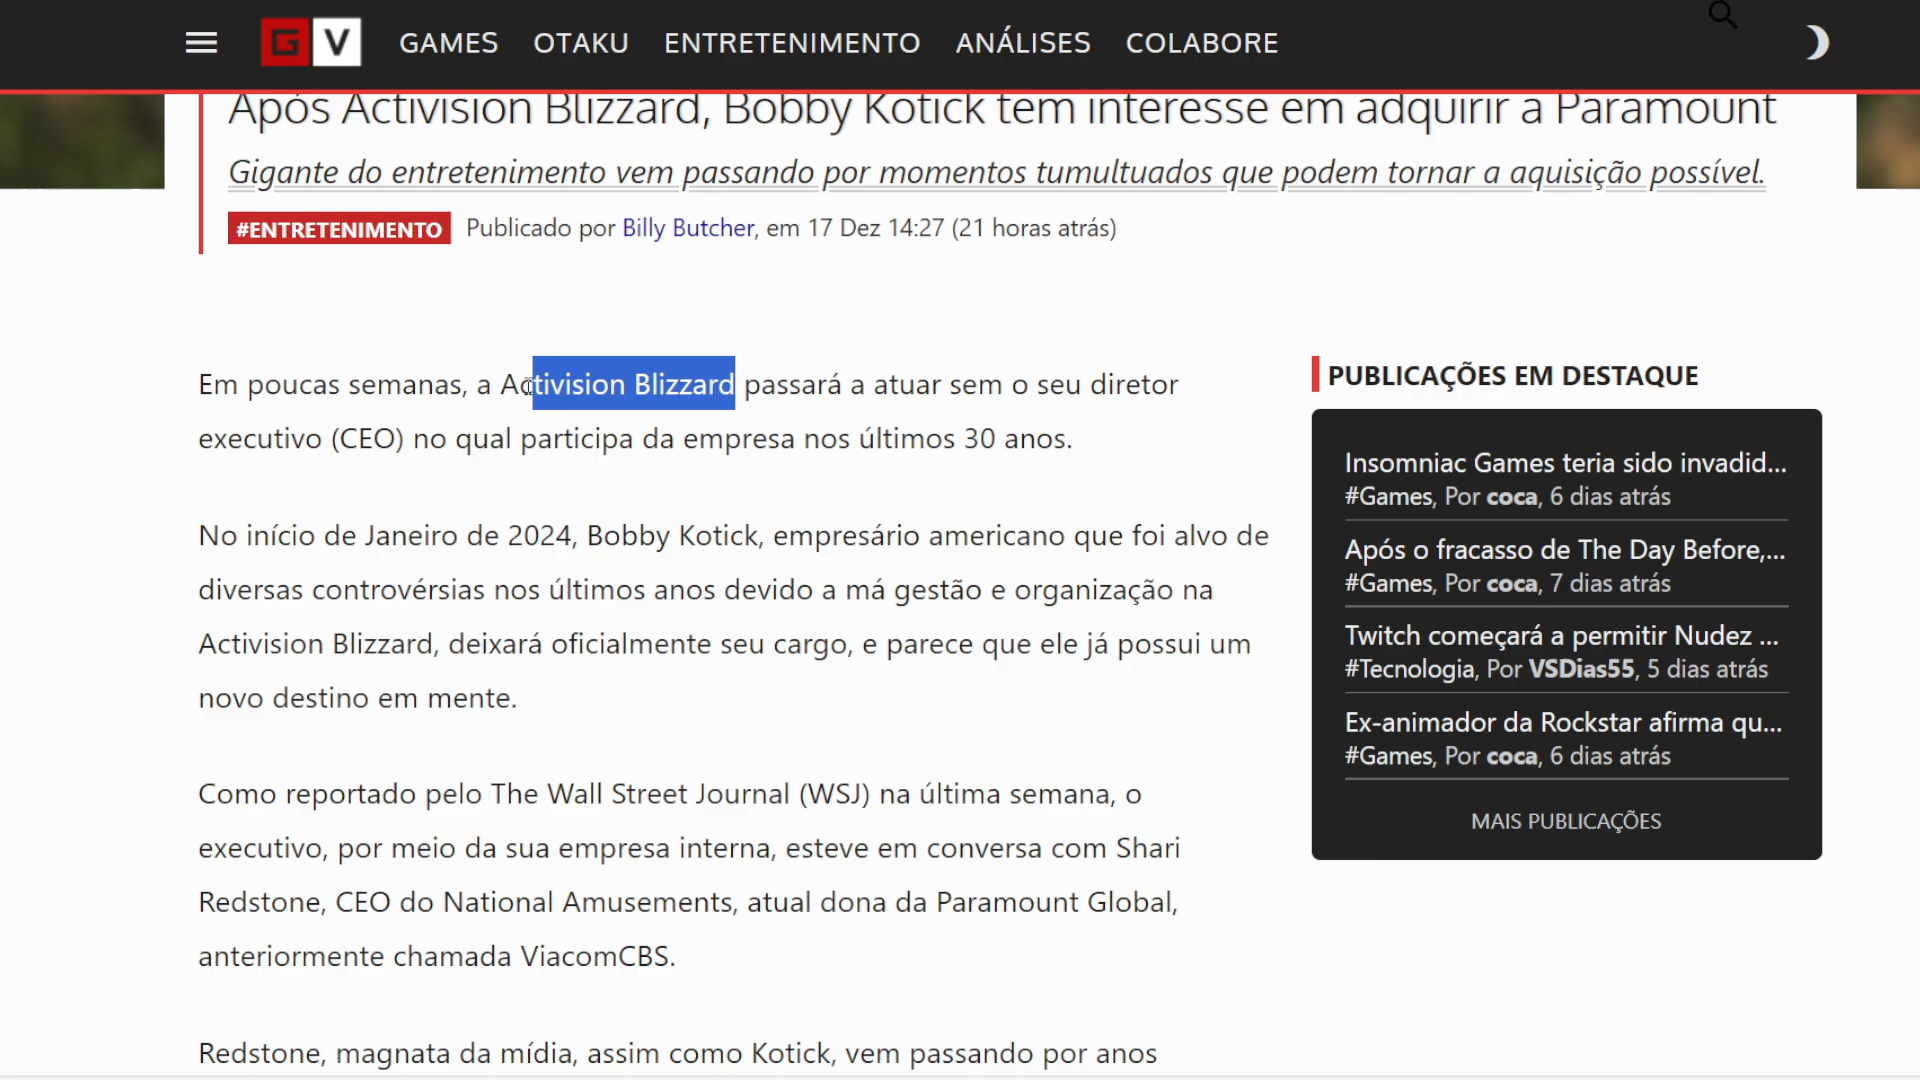 G V GAMES OTAKU ENTRETENIMENTO ANÁLISES COLABORE
Após Activision Blizzard, Bobby Kotick tem interesse em adquirir a Paramount
Gigante do entretenimento vem passando por momentos tumultuados que podem tornar a aquisição possível.
#ENTRETENIMENTO Publicado por Billy Butcher, em 17 Dez 14:27 (21 horas atrás)
Em poucas semanas, a Activision Blizzard passará a atuar sem o seu diretor
executivo (CEO) no qual participa da empresa nos últimos 30 anos.
No início de Janeiro de 2024, Bobby Kotick, empresário americano que foi alvo de
diversas controvérsias nos últimos anos devido a má gestão e organização na
Activision Blizzard, deixará oficialmente seu cargo, e parece que ele já possui um
novo destino em mente.
Como reportado pelo The Wall Street Journal (WSJ) na última semana, o
executivo, por meio da sua empresa interna, esteve em conversa com Shari
Redstone, CEO do National Amusements, atual dona da Paramount Global,
anteriormente chamada ViacomCBS.
Redstone, magnata da mídia, assim como Kotick, vem passando por anos
PUBLICAÇÕES EM DESTAQUE
Insomniac Games teria sido invadid...
#Games, Por coca, 6 dias atrás
Após o fracasso de The Day Before,...
#Games, Por coca, 7 dias atrás
Twitch começará a permitir Nudez ...
#Tecnologia, Por VSDias55, 5 dias atrás
Ex-animador da Rockstar afirma qu...
#Games, Por coca, 6 dias atrás
MAIS PUBLICAÇÕES